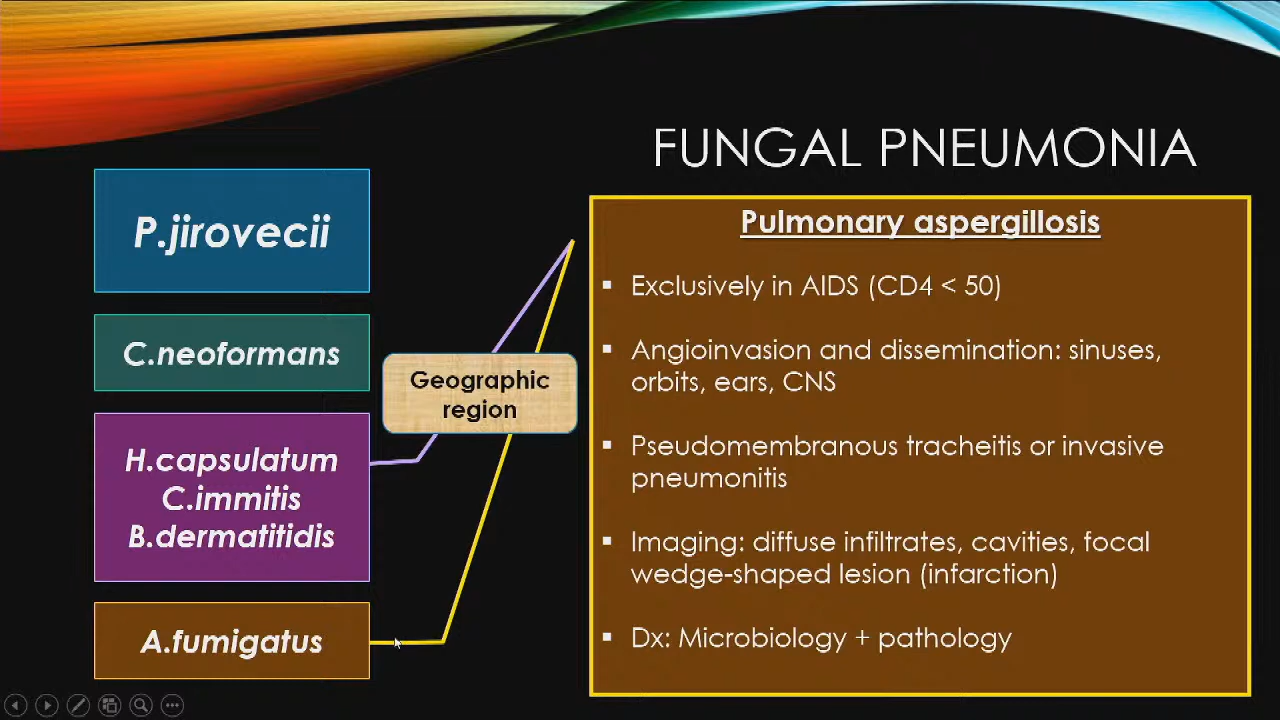 FUNGAL PNEUMONIA
P.jirovecii
C.neoformans
H.capsulatum
C.immitis
B.dermatitidis
A.fumigatus
Geographic
region
Pulmonary aspergillosis
▪ Exclusively in AIDS (CD4 < 50)
▪ Angioinvasion and dissemination: sinuses,
orbits, ears, CNS
▪ Pseudomembranous tracheitis or invasive
pneumonitis
▪ Imaging: diffuse infiltrates, cavities, focal
wedge-shaped lesion (infarction)
▪ Dx: Microbiology + pathology